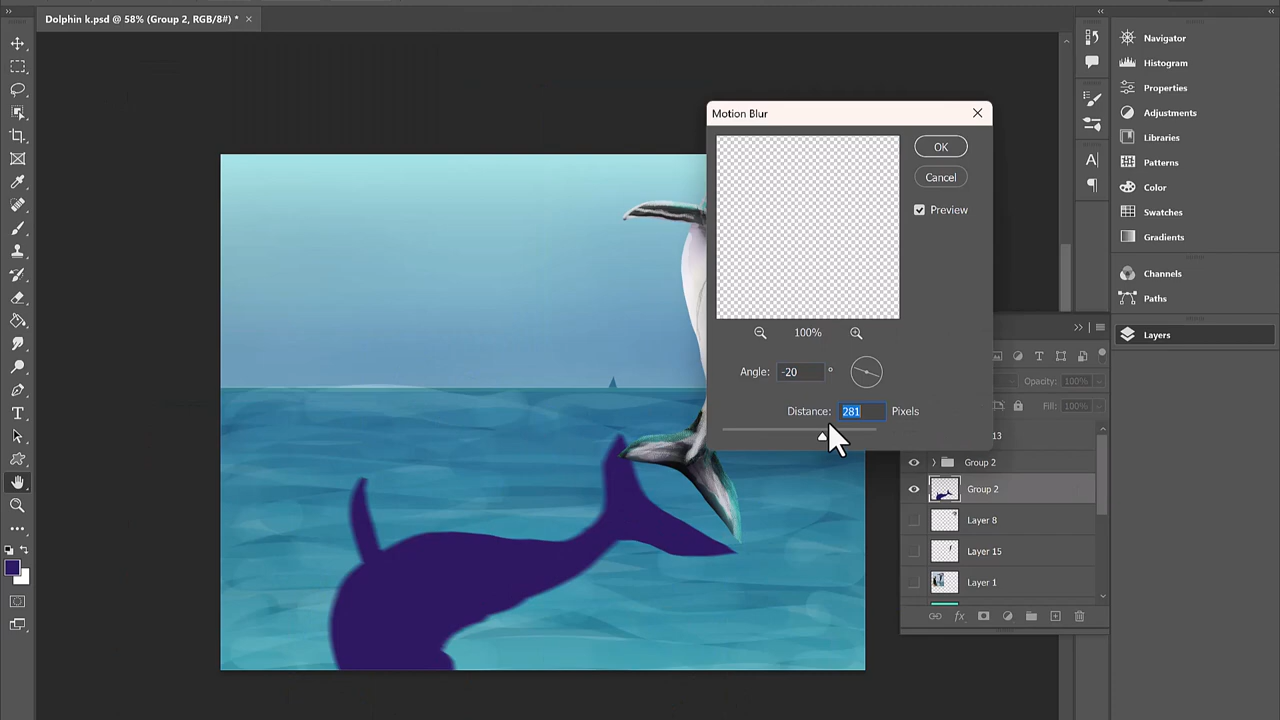 Dolphin k.psd @ 58% (Group 2, RGB/8#) *
Navigator
Histogram
Properties
Adjustments
Libraries
Patterns
Color
Swatches
Gradients
Channels
Paths
Layers
Motion Blur
OK
Cancel
Preview
100%
Angle: -20 °
Distance: 281 Pixels
Opacity: 100%
Fill: 100%
13
Group 2
Group 2
Layer 8
Layer 15
Layer 1